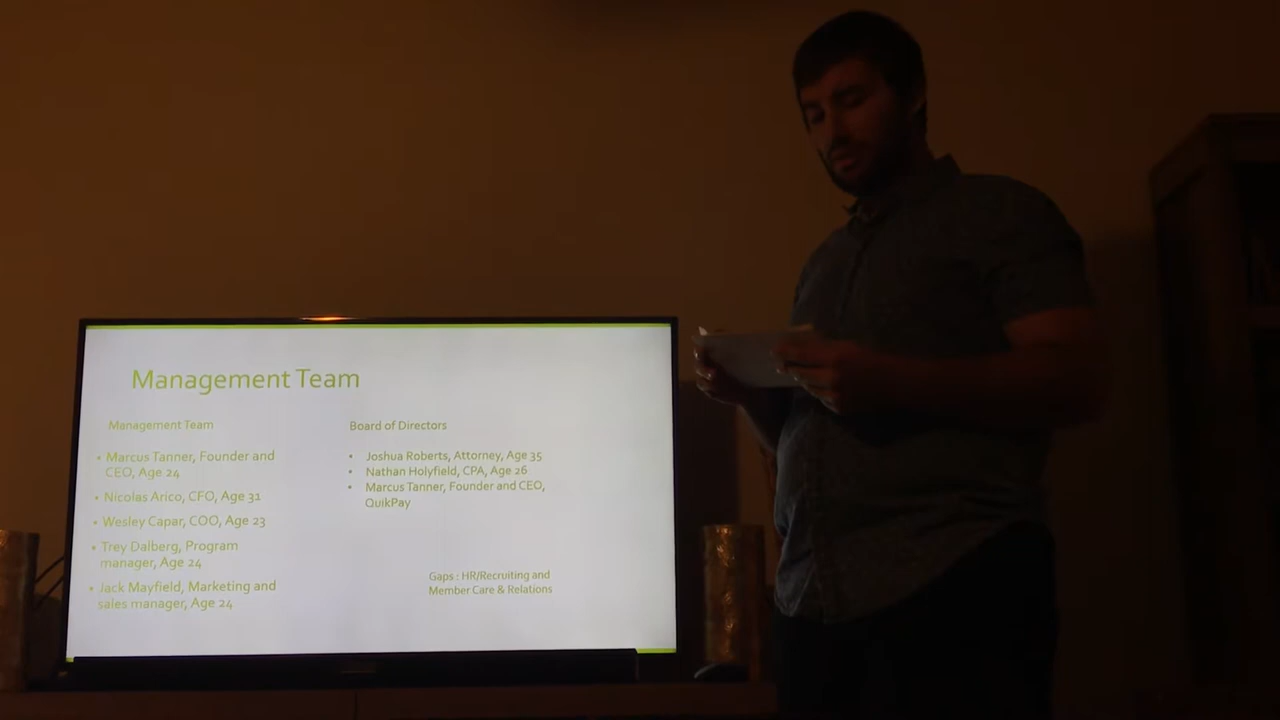 Management Team
Management Team
• Marcus Tanner, Founder and
CEO, Age 24
• Nicolas Arico, CFO, Age 31
• Wesley Capar, COO, Age 23
• Trey Dalberg, Program
manager, Age 24
• Jack Mayfield, Marketing and
sales manager, Age 24
Board of Directors
• Joshua Roberts, Attorney, Age 35
• Nathan Holyfield, CPA, Age 26
• Marcus Tanner, Founder and CEO,
QuikPay
Gaps : HR/Recruiting and
Member Care & Relations